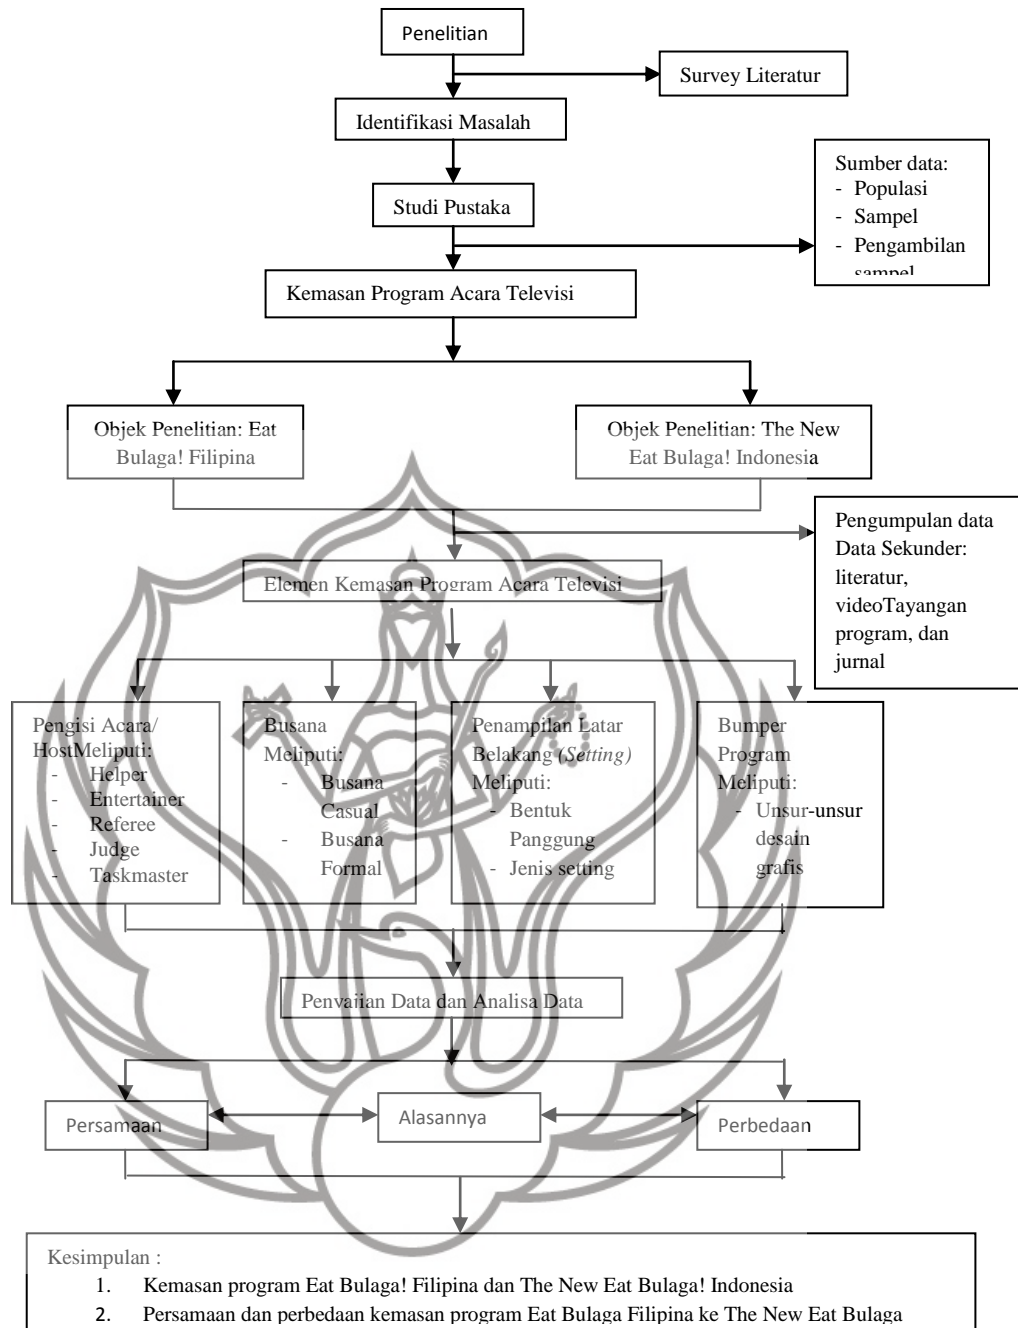 Penelitian
Survey Literatur
Identifikasi Masalah
Sumber data:
- Populasi
- Sampel
- Pengambilan
sampel
Studi Pustaka
Kemasan Program Acara Televisi
Objek Penelitian: Eat
Bulaga! Filipina
Objek Penelitian: The New
Eat Bulaga! Indonesia
Pengumpulan data
Data Sekunder:
literatur,
videoTayangan
program, dan
jurnal
Elemen Kemasan Program Acara Televisi
Pengisi Acara/
HostMeliputi:
- Helper
- Entertainer
- Referee
- Judge
- Taskmaster
Busana
Meliputi:
- Busana
Casual
- Busana
Formal
Penampilan Latar
Belakang (Setting)
Meliputi:
- Bentuk
Panggung
- Jenis setting
Bumper
Program
Meliputi:
- Unsur-unsur
desain
grafis
Penyajian Data dan Analisa Data
Persamaan
Alasannya
Perbedaan
Kesimpulan :
1. Kemasan program Eat Bulaga! Filipina dan The New Eat Bulaga! Indonesia
2. Persamaan dan perbedaan kemasan program Eat Bulaga Filipina ke The New Eat Bulaga